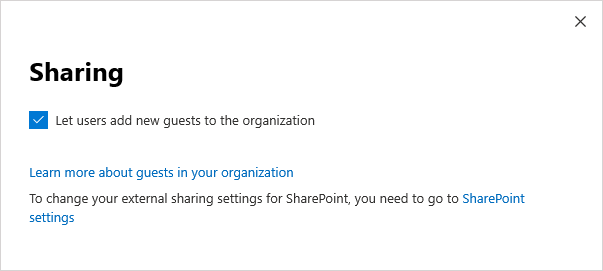 Sharing
Let users add new guests to the organization
Learn more about guests in your organization
To change your external sharing settings for SharePoint, you need to go to SharePoint
settings